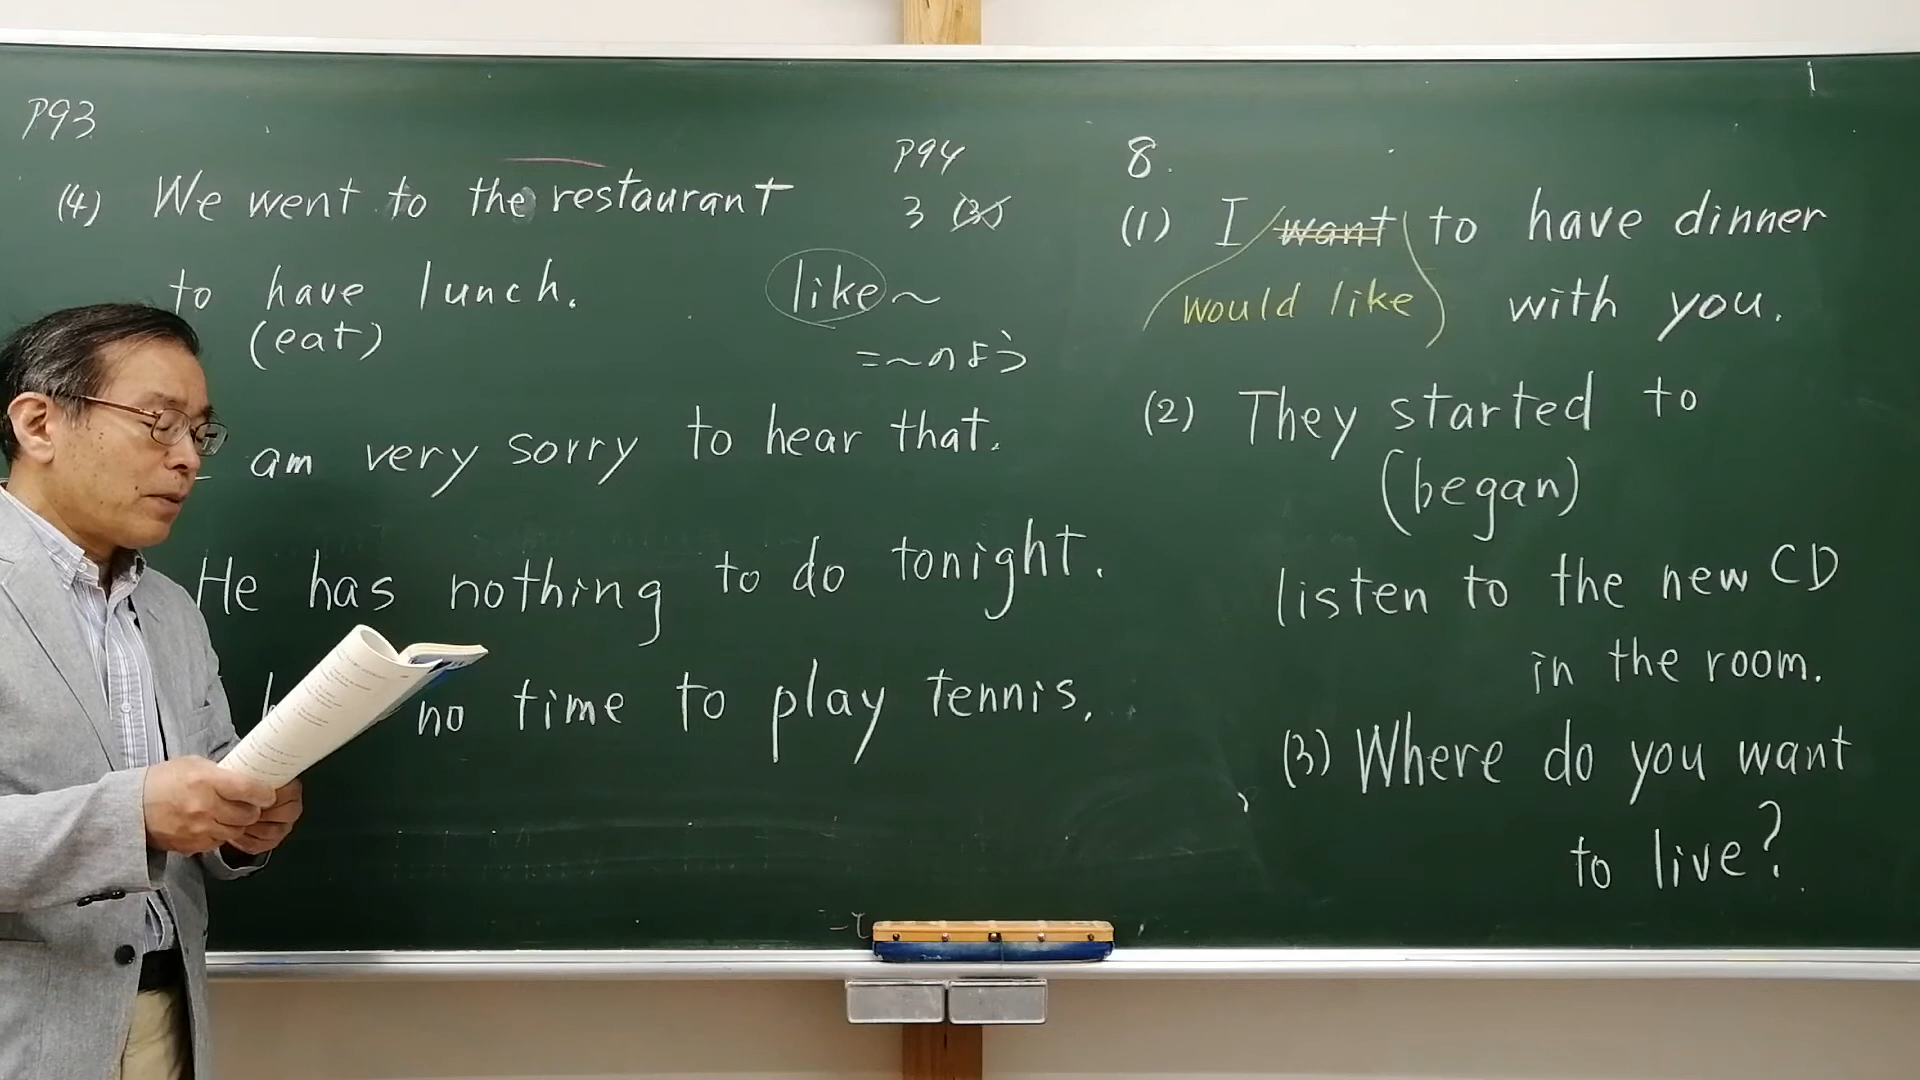 P93
(4) We went to the restaurant
to have lunch.
(eat)
am very sorry to hear that.
He has nothing to do tonight.
no time to play tennis.
P94
3 (3)
like～
=～のよう
8.
(1) I want to have dinner
would like with you.
(2) They started to
(began)
listen to the new CD
in the room.
(3) Where do you want
to live?